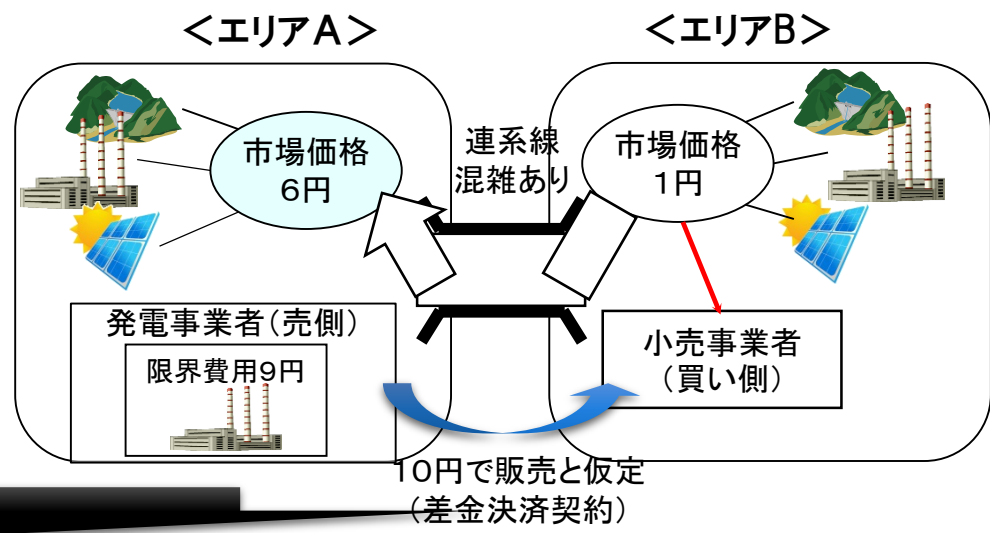 ＜エリアA＞
＜エリアB＞
市場価格
6円
連系線
混雑あり
市場価格
1円
発電事業者（売側）
限界費用9円
小売事業者
（買い側）
10円で販売と仮定
（差金決済契約）